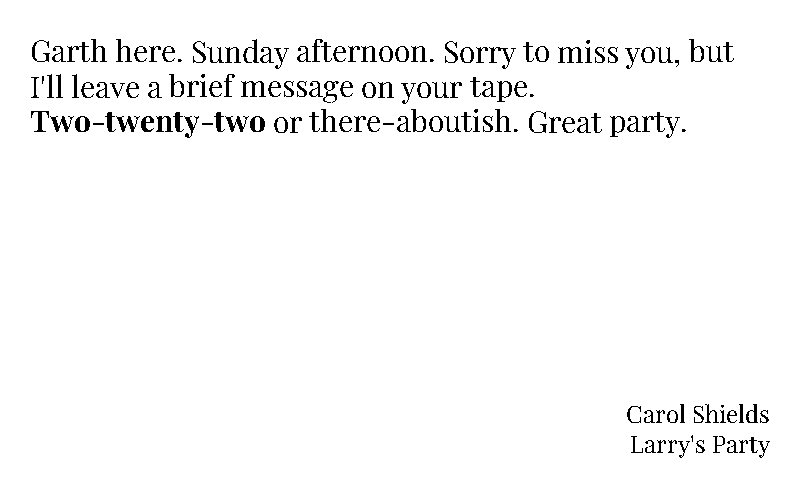 Garth here. Sunday afternoon. Sorry to miss you, but
I'll leave a brief message on your tape.
Two-twenty-two or there-aboutish. Great party.
Carol Shields
Larry's Party